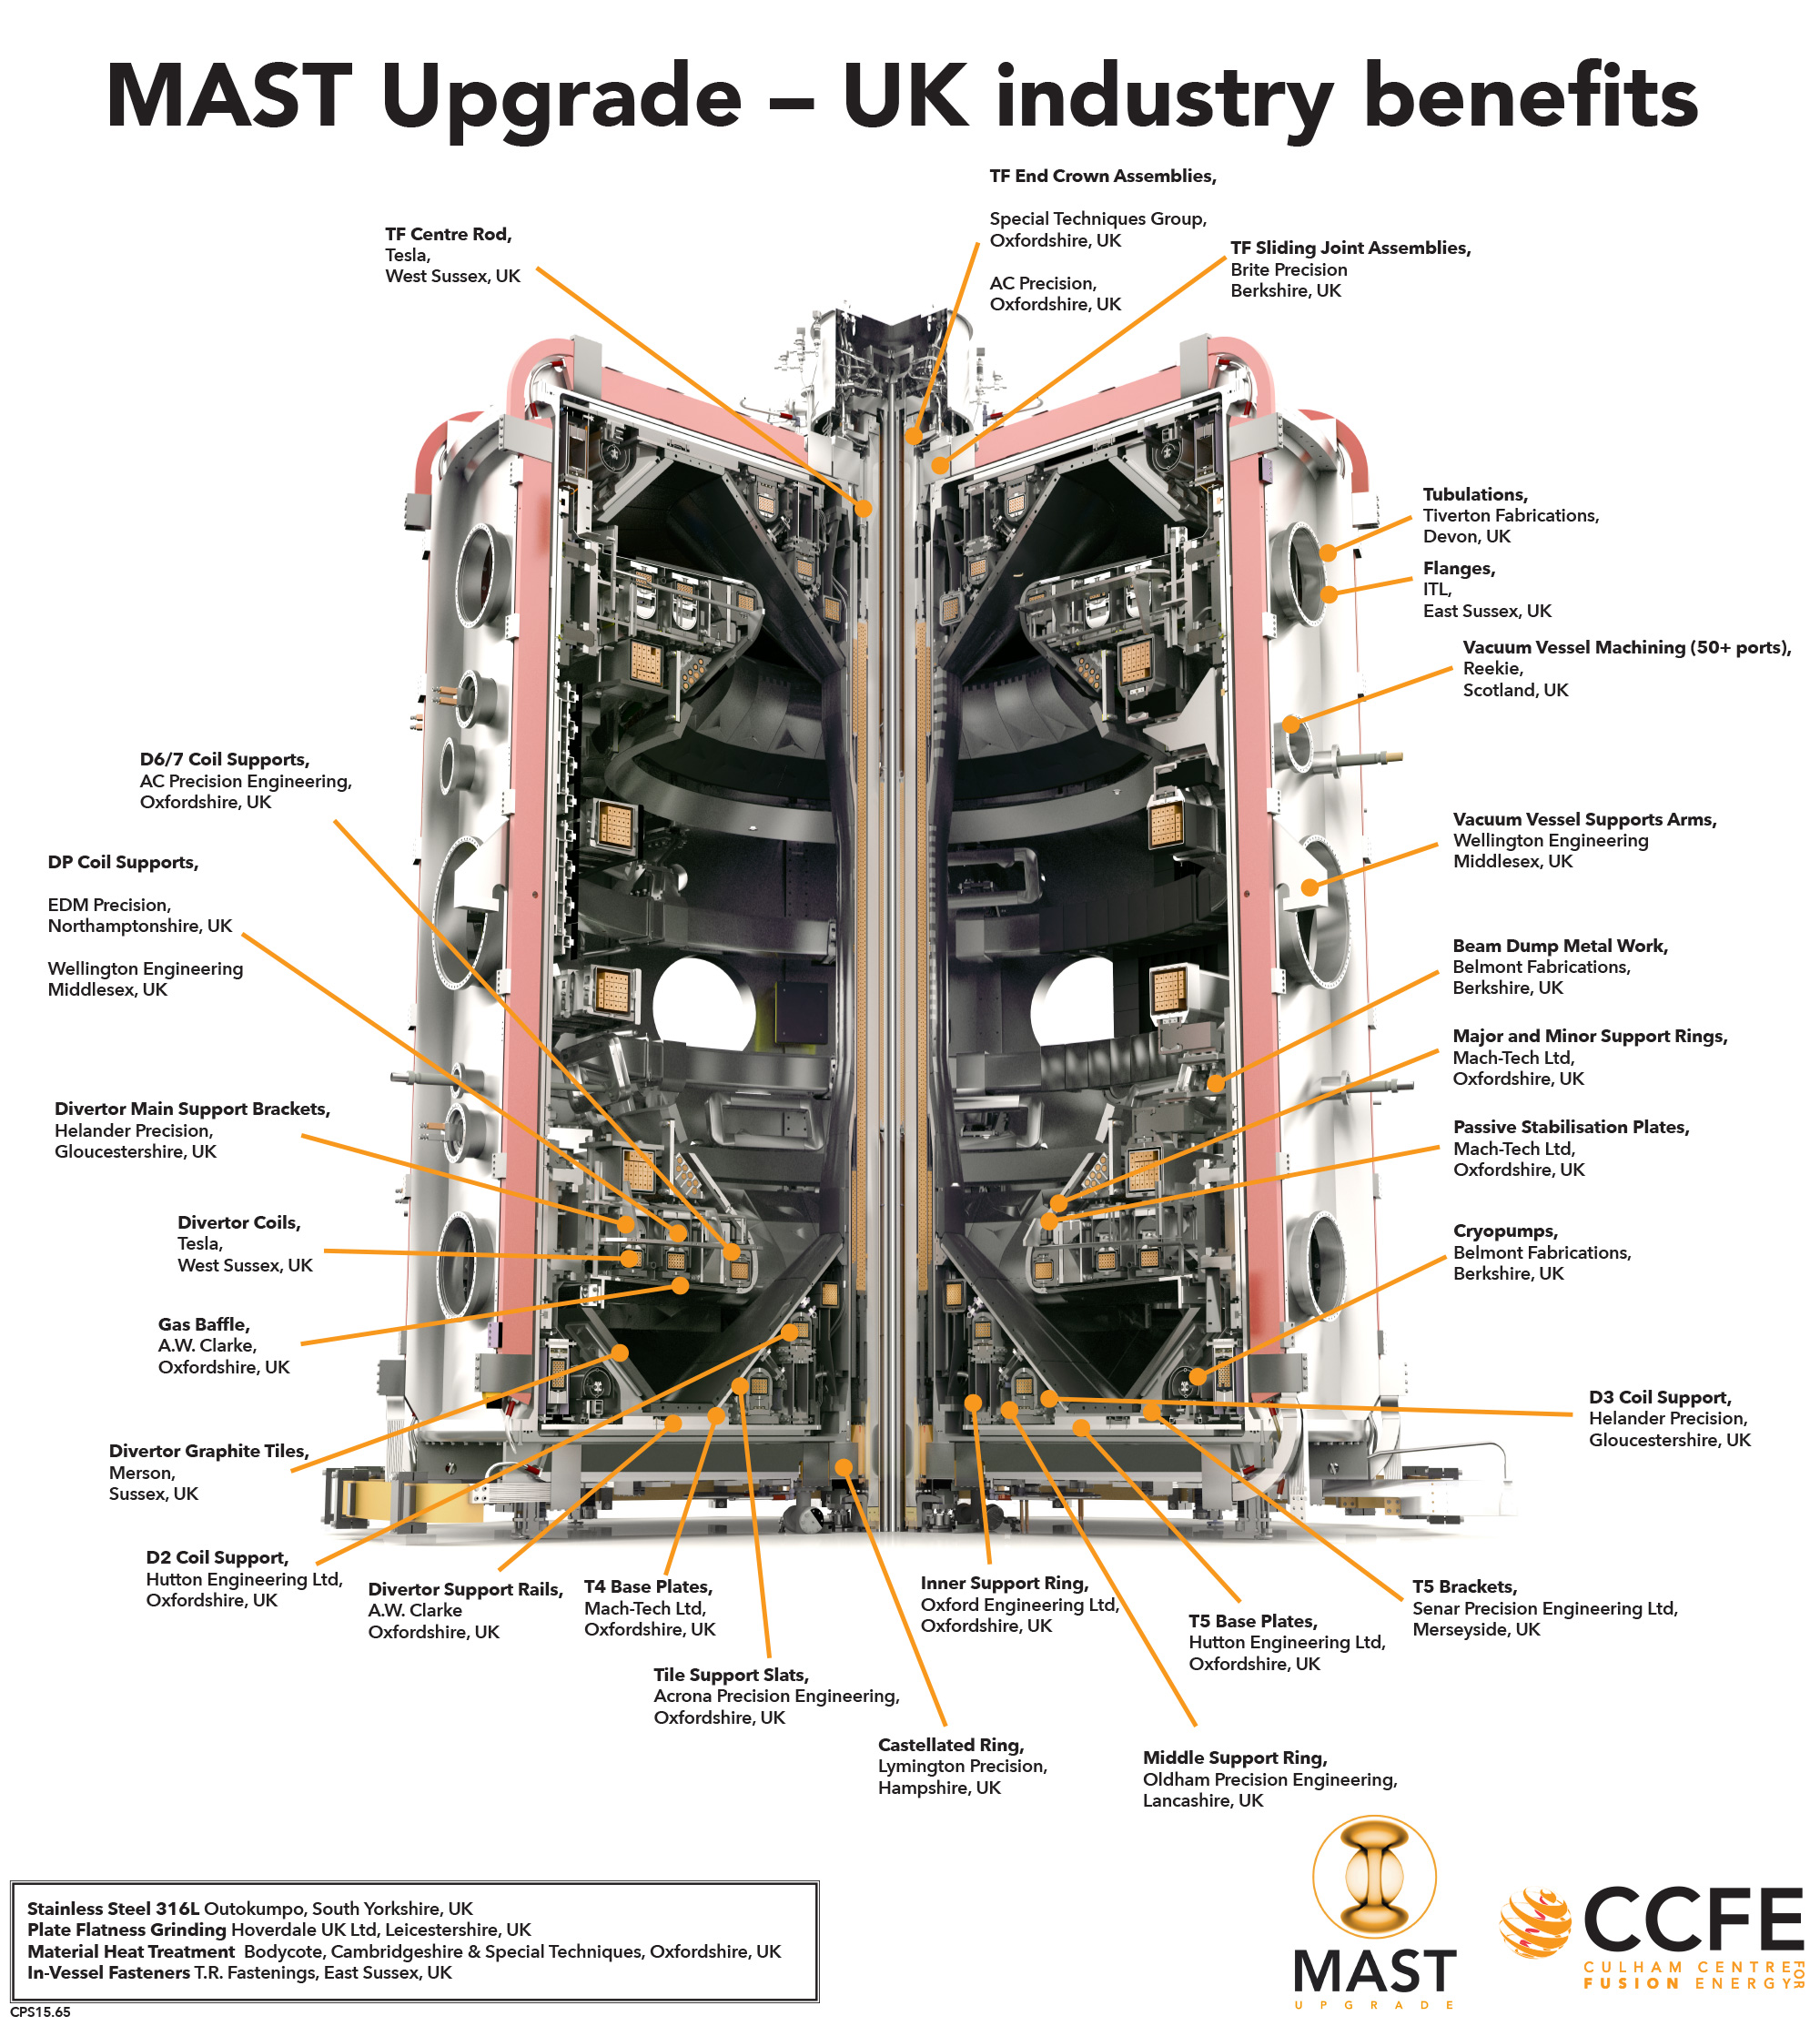 MAST Upgrade – UK industry benefits
TF End Crown Assemblies,
Special Techniques Group,
Oxfordshire, UK
AC Precision,
Oxfordshire, UK
TF Centre Rod,
Tesla,
West Sussex, UK
TF Sliding Joint Assemblies,
Brite Precision
Berkshire, UK
Tubulations,
Tiverton Fabrications,
Devon, UK
Flanges,
ITL,
East Sussex, UK
Vacuum Vessel Machining (50+ ports),
Reekie,
Scotland, UK
D6/7 Coil Supports,
AC Precision Engineering,
Oxfordshire, UK
Vacuum Vessel Supports Arms,
Wellington Engineering
Middlesex, UK
DP Coil Supports,
EDM Precision,
Northamptonshire, UK
Wellington Engineering
Middlesex, UK
Beam Dump Metal Work,
Belmont Fabrications,
Berkshire, UK
Major and Minor Support Rings,
Mach-Tech Ltd,
Oxfordshire, UK
Divertor Main Support Brackets,
Helander Precision,
Gloucestershire, UK
Passive Stabilisation Plates,
Mach-Tech Ltd,
Oxfordshire, UK
Divertor Coils,
Tesla,
West Sussex, UK
Cryopumps,
Belmont Fabrications,
Berkshire, UK
Gas Baffle,
A.W. Clarke,
Oxfordshire, UK
D3 Coil Support,
Helander Precision,
Gloucestershire, UK
Divertor Graphite Tiles,
Merson,
Sussex, UK
D2 Coil Support,
Hutton Engineering Ltd,
Oxfordshire, UK
Divertor Support Rails,
A.W. Clarke
Oxfordshire, UK
T4 Base Plates,
Mach-Tech Ltd,
Oxfordshire, UK
Inner Support Ring,
Oxford Engineering Ltd,
Oxfordshire, UK
T5 Base Plates,
Hutton Engineering Ltd,
Oxfordshire, UK
T5 Brackets,
Senar Precision Engineering Ltd,
Merseyside, UK
Tile Support Slats,
Acrona Precision Engineering,
Oxfordshire, UK
Castellated Ring,
Lymington Precision,
Hampshire, UK
Middle Support Ring,
Oldham Precision Engineering,
Lancashire, UK
Stainless Steel 316L Outokumpo, South Yorkshire, UK
Plate Flatness Grinding Hoverdale UK Ltd, Leicestershire, UK
Material Heat Treatment Bodycote, Cambridgeshire & Special Techniques, Oxfordshire, UK
In-Vessel Fasteners T.R. Fastenings, East Sussex, UK
CPS15.65
MAST
UPGRADE
CCFE
CULHAM CENTRE FOR
FUSION ENERGY